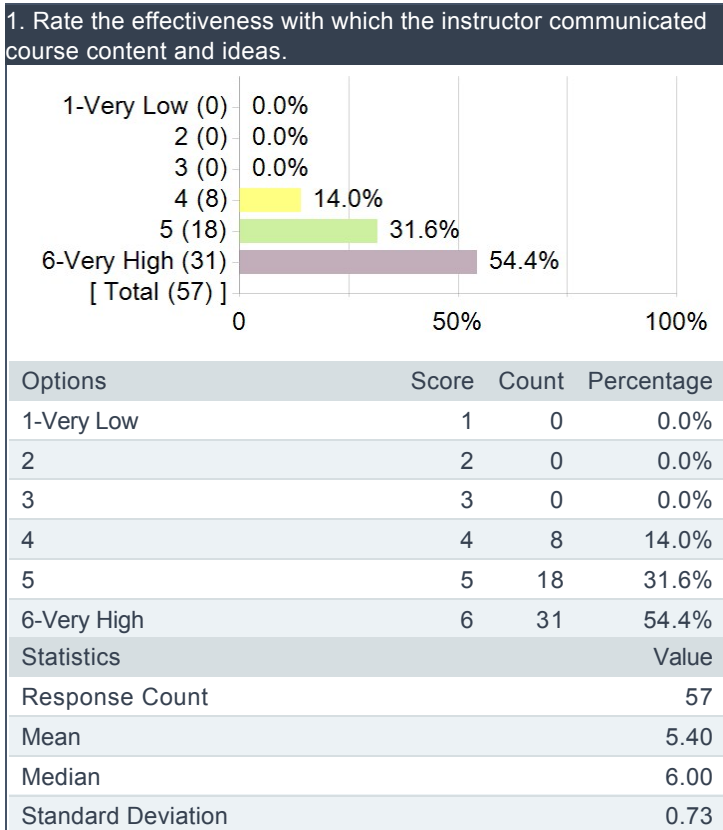 1. Rate the effectiveness with which the instructor communicated
course content and ideas.
1-Very Low (0) 0.0%
2 (0) 0.0%
3 (0) 0.0%
4 (8) 14.0%
5 (18) 31.6%
6-Very High (31) 54.4%
[ Total (57) ]
0 50% 100%
Options Score Count Percentage
1-Very Low 1 0 0.0%
2 2 0 0.0%
3 3 0 0.0%
4 4 8 14.0%
5 5 18 31.6%
6-Very High 6 31 54.4%
Statistics Value
Response Count 57
Mean 5.40
Median 6.00
Standard Deviation 0.73